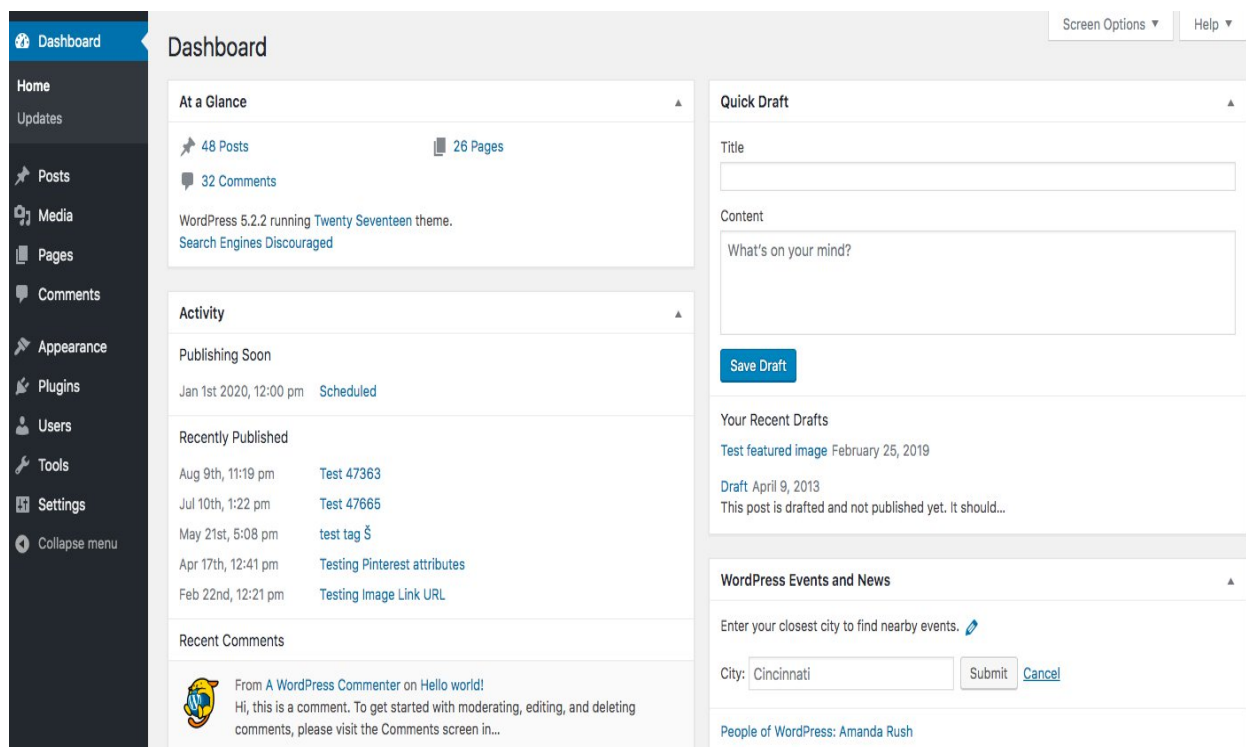 Dashboard
Home
Updates
Posts
Media
Pages
Comments
Appearance
Plugins
Users
Tools
Settings
Collapse menu
Screen Options ▼
Help ▼
Dashboard
At a Glance
48 Posts
26 Pages
32 Comments
WordPress 5.2.2 running Twenty Seventeen theme.
Search Engines Discouraged
Activity
Publishing Soon
Jan 1st 2020, 12:00 pm Scheduled
Recently Published
Aug 9th, 11:19 pm Test 47363
Jul 10th, 1:22 pm Test 47665
May 21st, 5:08 pm test tag Š
Apr 17th, 12:41 pm Testing Pinterest attributes
Feb 22nd, 12:21 pm Testing Image Link URL
Recent Comments
From A WordPress Commenter on Hello world!
Hi, this is a comment. To get started with moderating, editing, and deleting
comments, please visit the Comments screen in...
Quick Draft
Title
Content
What's on your mind?
Save Draft
Your Recent Drafts
Test featured image February 25, 2019
Draft April 9, 2013
This post is drafted and not published yet. It should...
WordPress Events and News
Enter your closest city to find nearby events.
City: Cincinnati Submit Cancel
People of WordPress: Amanda Rush